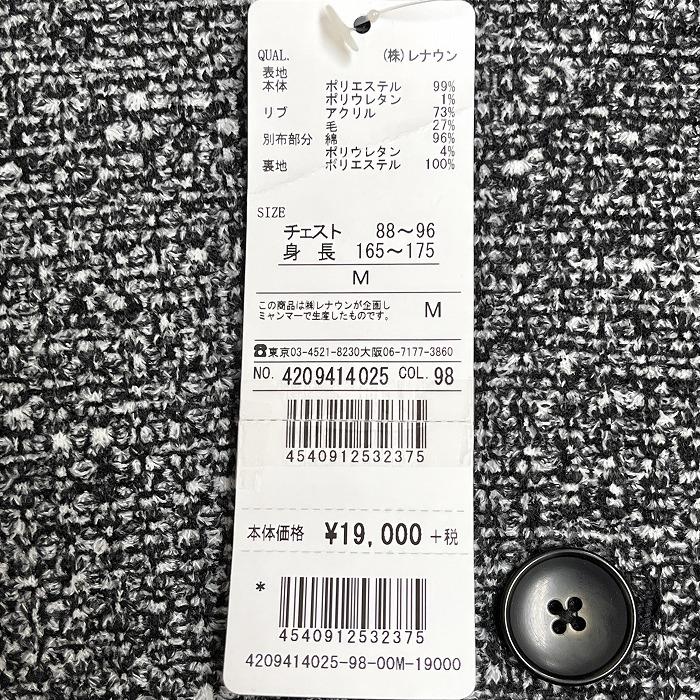 QUAL. (株)レナウン
表地
本体 ポリエステル 99%
ポリウレタン 1%
リブ アクリル 73%
毛 27%
別布部分 綿 96%
ポリウレタン 4%
裏地 ポリエステル 100%
SIZE
チェスト 88～96
身長 165～175
M
この商品は㈱レナウンが企画し
ミャンマーで生産したものです。 M
☎東京03-4521-8230大阪06-7177-3860
NO. 4209414025 COL. 98
4540912532375
本体価格 ¥19,000 +税
*
4540912532375
4209414025-98-00M-19000